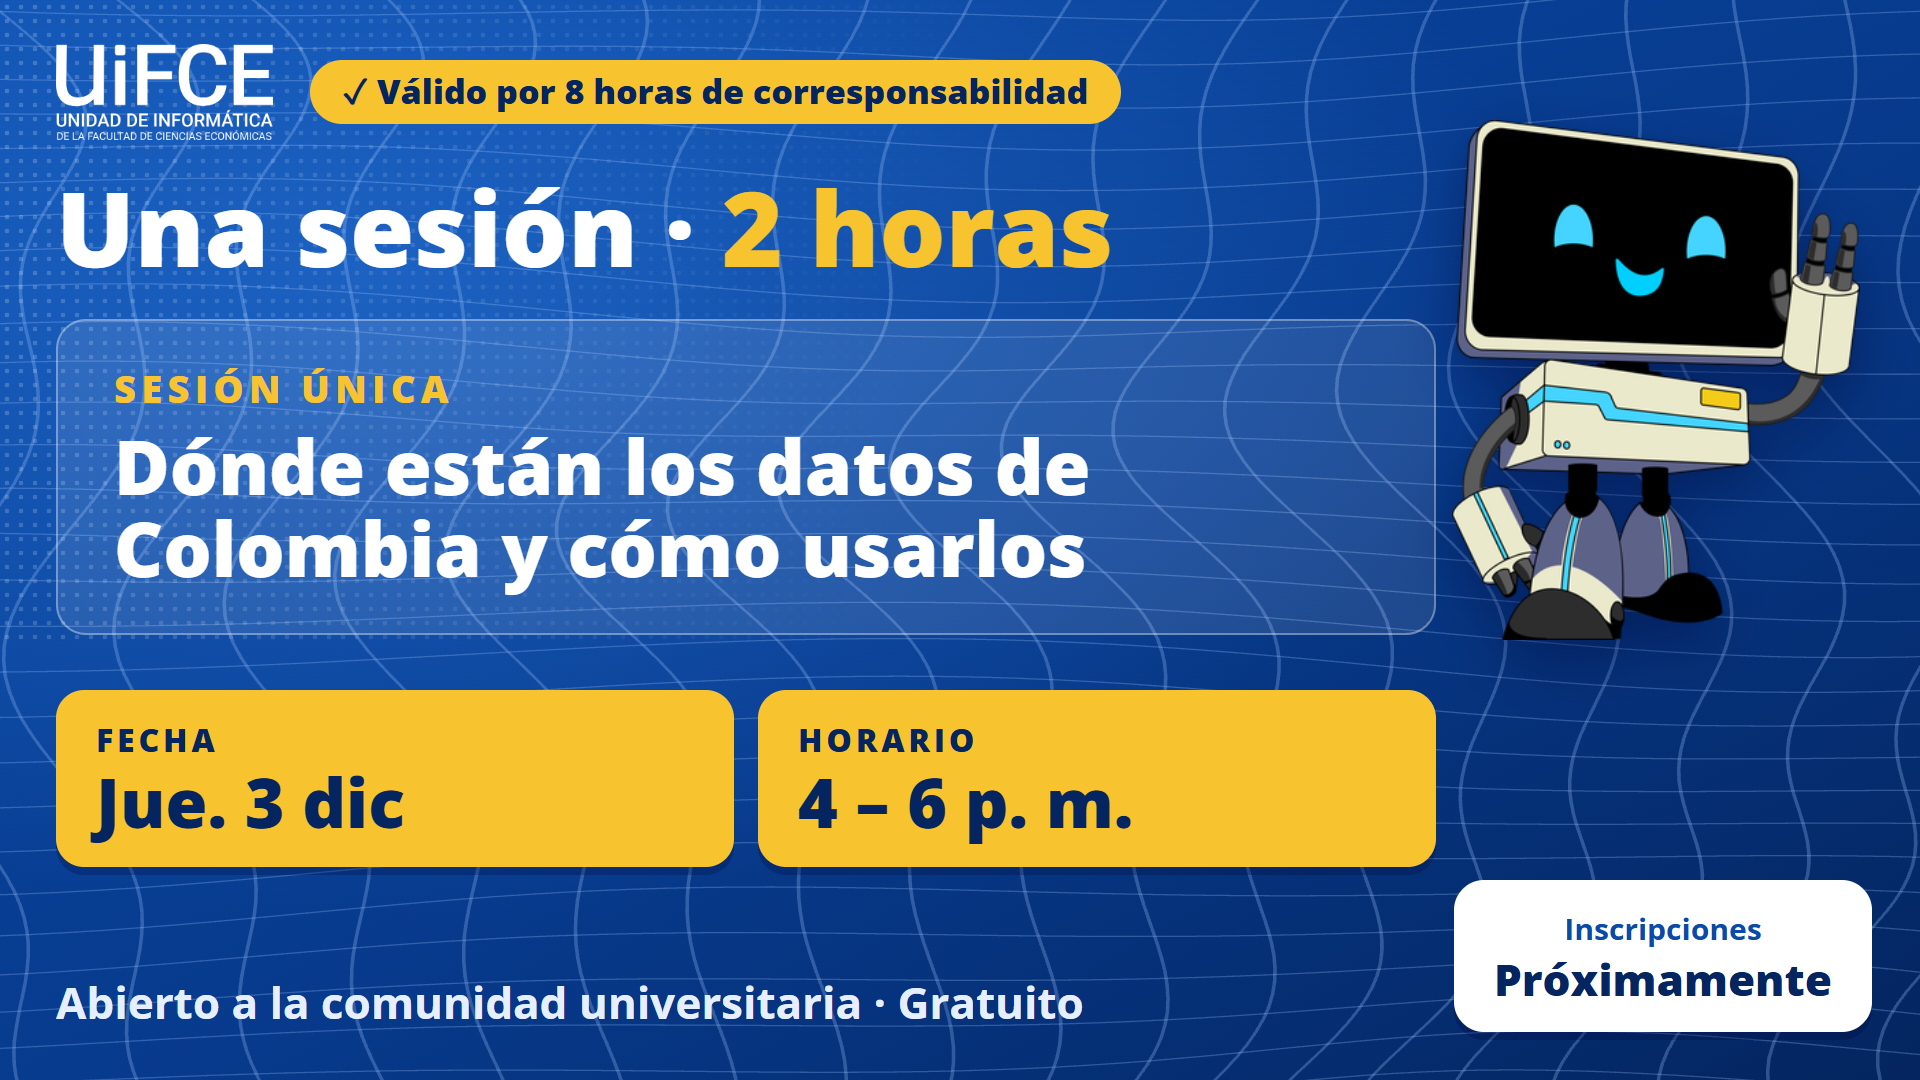 UiFCE
UNIDAD DE INFORMÁTICA
DE LA FACULTAD DE CIENCIAS ECONÓMICAS
✓ Válido por 8 horas de corresponsabilidad
Una sesión · 2 horas
SESIÓN ÚNICA
Dónde están los datos de
Colombia y cómo usarlos
FECHA
Jue. 3 dic
HORARIO
4 – 6 p. m.
Inscripciones
Próximamente
Abierto a la comunidad universitaria · Gratuito